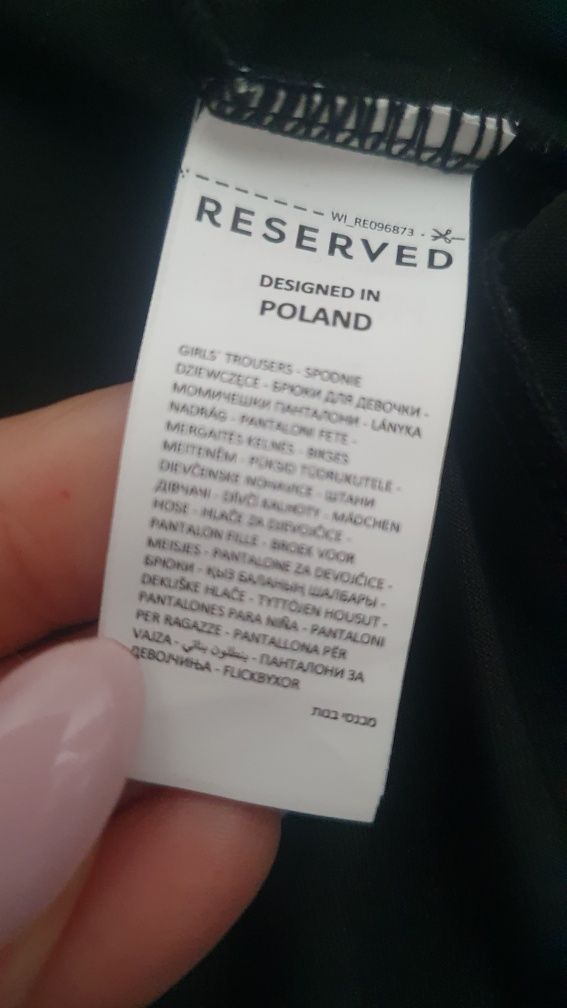 WI_RE096873
RESERVED
DESIGNED IN
POLAND
GIRLS' TROUSERS - SPODNIE
DZIEWCZĘCE - БРЮКИ ДЛЯ ДЕВОЧКИ -
МОМИЧЕШКИ ПАНТАЛОНИ - LÁNYKA
NADRÁG - PANTALONI FETE -
MERGAITĖS KELNĖS - BIKSES
MEITENĒM - PÜKSID TÜDRUKUTELE -
DIEVČENSKÉ NOHAVICE - ШТАНИ
ДІВЧАЧІ - DÍVČÍ KALHOTY - MÄDCHEN
HOSE - HLAČE ZA DJEVOJČICE -
PANTALON FILLE - BROEK VOOR
MEISJES - PANTALONE ZA DEVOJČICE -
БРЮКИ - ҚЫЗ БАЛАНЫҢ ШАЛБАРЫ -
DEKLIŠKE HLAČE - TYTTÖJEN HOUSUT -
PANTALONES PARA NIÑA - PANTALONI
PER RAGAZZE - PANTALLONA PËR
VAJZA - بنطلون بناتي - ПАНТАЛОНИ ЗА
ДЕВОЈЧИЊА - FLICKBYXOR
מכנסי בנות